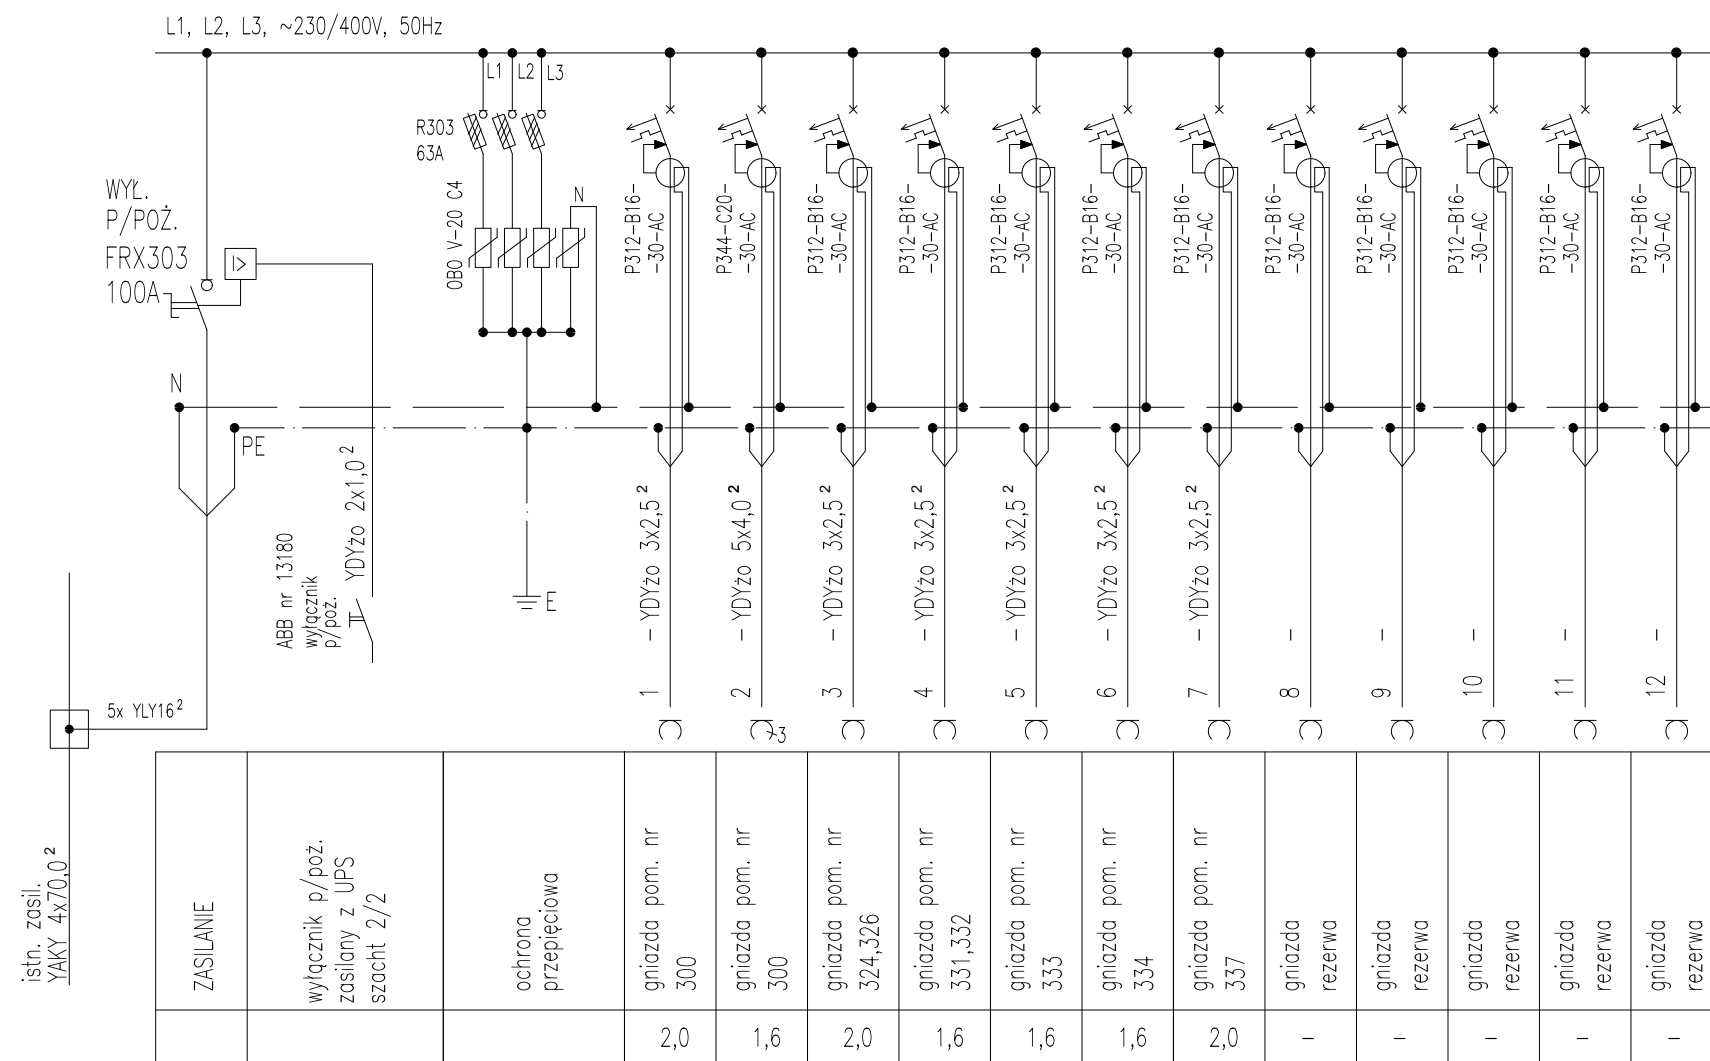 L1, L2, L3, ~230/400V, 50Hz
L1
L2
L3
R303
63A
WYŁ.
P/POŻ.
FRX303
100A
OBO V-20 C4
N
N
PE
P312-B16-
-30-AC
P344-C20-
-30-AC
P312-B16-
-30-AC
P312-B16-
-30-AC
P312-B16-
-30-AC
P312-B16-
-30-AC
P312-B16-
-30-AC
P312-B16-
-30-AC
P312-B16-
-30-AC
P312-B16-
-30-AC
P312-B16-
-30-AC
P312-B16-
-30-AC
ABB nr 13180
wyłącznik
p/poż.
YDYżo 2x1,0²
E
1 - YDYżo 3x2,5²
2 - YDYżo 5x4,0²
3 - YDYżo 3x2,5²
4 - YDYżo 3x2,5²
5 - YDYżo 3x2,5²
6 - YDYżo 3x2,5²
7 - YDYżo 3x2,5²
8 -
9 -
10 -
11 -
12 -
3
5x YLY16²
istn. zasil.
YAKY 4x70,0²
ZASILANIE
wyłącznik p/poż.
zasilany z UPS
szacht 2/2
ochrona
przepięciowa
gniazda pom. nr
300
gniazda pom. nr
300
gniazda pom. nr
324,326
gniazda pom. nr
331,332
gniazda pom. nr
333
gniazda pom. nr
334
gniazda pom. nr
337
gniazda
rezerwa
gniazda
rezerwa
gniazda
rezerwa
gniazda
rezerwa
gniazda
rezerwa
2,0 1,6 2,0 1,6 1,6 1,6 2,0 - - - - -